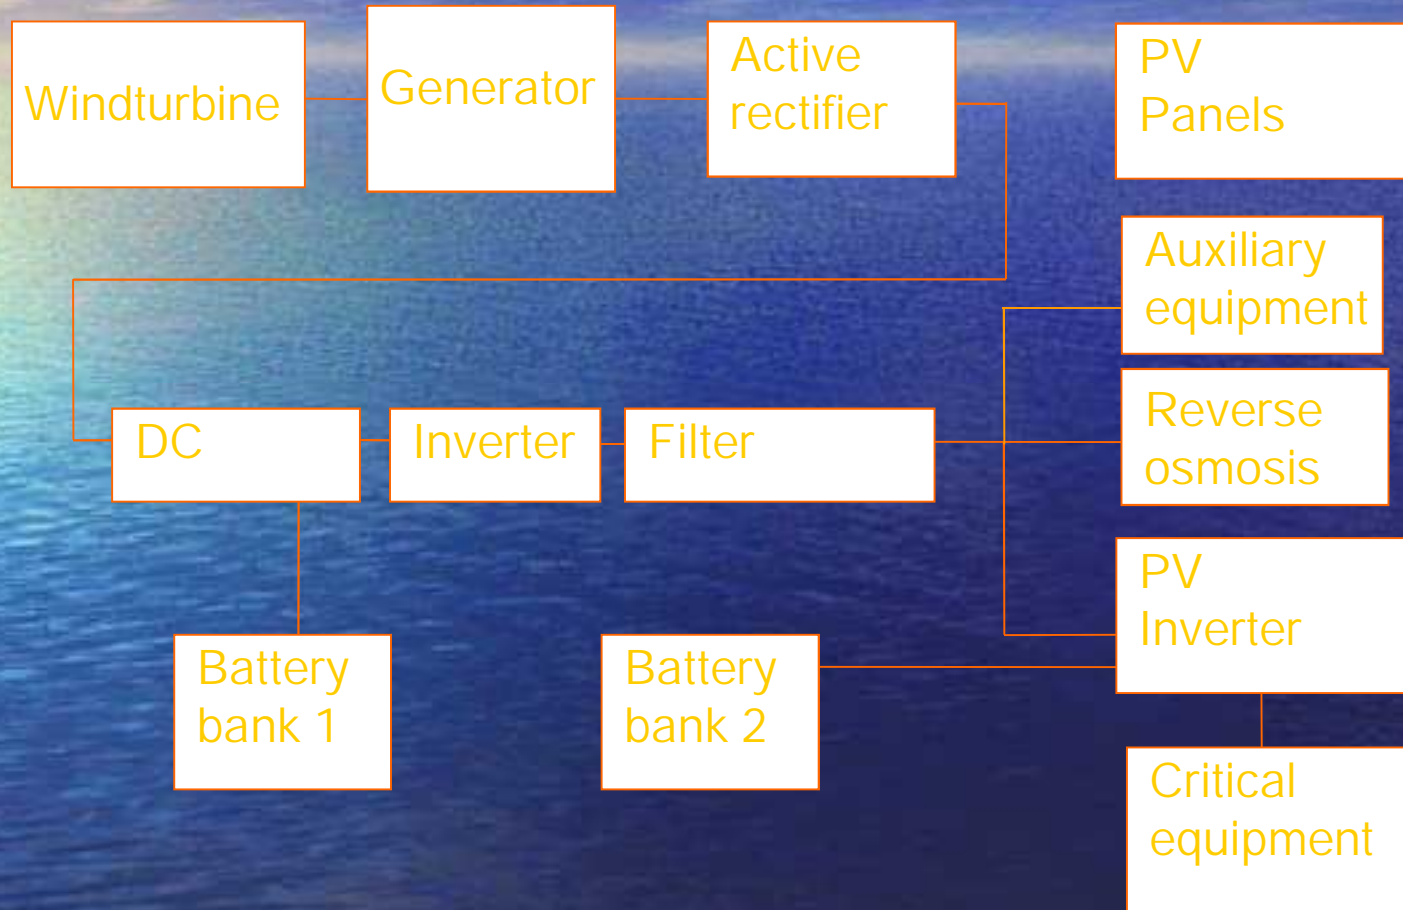 Windturbine
Generator
Active
rectifier
PV
Panels
Auxiliary
equipment
DC
Inverter
Filter
Reverse
osmosis
PV
Inverter
Battery
bank 1
Battery
bank 2
Critical
equipment